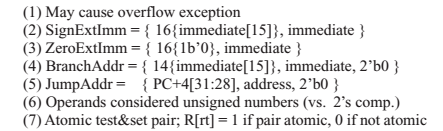 (1) May cause overflow exception
(2) SignExtImm = { 16{immediate[15]}, immediate }
(3) ZeroExtImm = { 16{1b’0}, immediate }
(4) BranchAddr = { 14{immediate[15]}, immediate, 2’b0 }
(5) JumpAddr = { PC+4[31:28], address, 2’b0 }
(6) Operands considered unsigned numbers (vs. 2’s comp.)
(7) Atomic test&set pair; R[rt] = 1 if pair atomic, 0 if not atomic